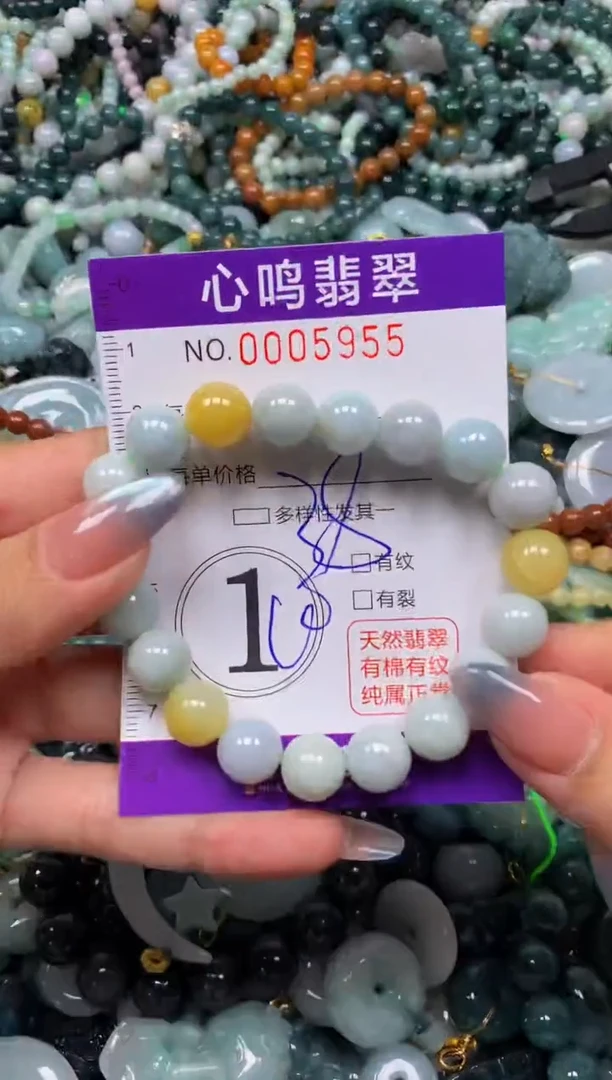 心鸣翡翠
NO.0005955
单价格
多样性发其一
有纹
1
有裂
天然翡翠
有棉有纹
纯属正常